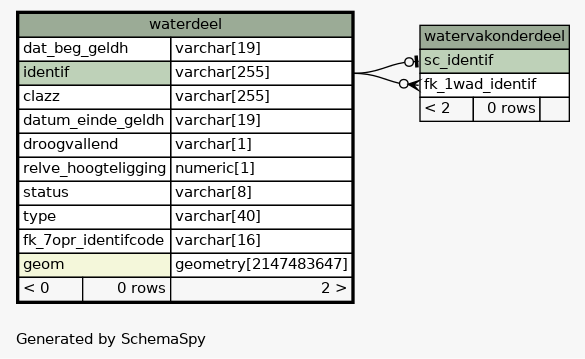 waterdeel
dat_beg_geldh varchar[19]
identif varchar[255]
clazz varchar[255]
datum_einde_geldh varchar[19]
droogvallend varchar[1]
relve_hoogteligging numeric[1]
status varchar[8]
type varchar[40]
fk_7opr_identifcode varchar[16]
geom geometry[2147483647]
< 0 0 rows 2 >
watervakonderdeel
sc_identif
fk_1wad_identif
< 2 0 rows
Generated by SchemaSpy